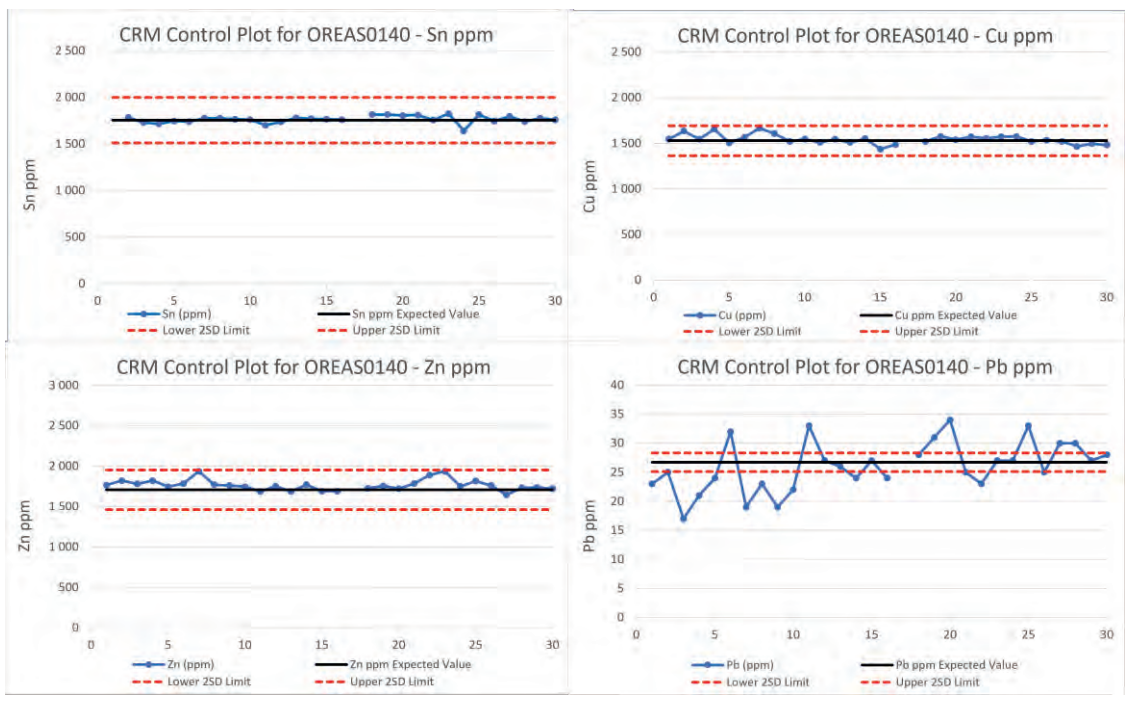 CRM Control Plot for OREAS0140 - Sn ppm
2 500
2 000
1 500
1 000
500
0
Sn ppm
0 5 10 15 20 25 30
Sn (ppm) Sn ppm Expected Value
Lower 2SD Limit Upper 2SD Limit
CRM Control Plot for OREAS0140 - Cu ppm
2 500
2 000
1 500
1 000
500
0
Cu ppm
0 5 10 15 20 25 30
Cu (ppm) Cu ppm Expected Value
Lower 2SD Limit Upper 2SD Limit
CRM Control Plot for OREAS0140 - Zn ppm
3 000
2 500
2 000
1 500
1 000
500
0
Zn ppm
0 5 10 15 20 25 30
Zn (ppm) Zn ppm Expected Value
Lower 2SD Limit Upper 2SD Limit
CRM Control Plot for OREAS0140 - Pb ppm
40
35
30
25
20
15
10
5
0
Pb ppm
0 5 10 15 20 25 30
Pb (ppm) Pb ppm Expected Value
Lower 2SD Limit Upper 2SD Limit